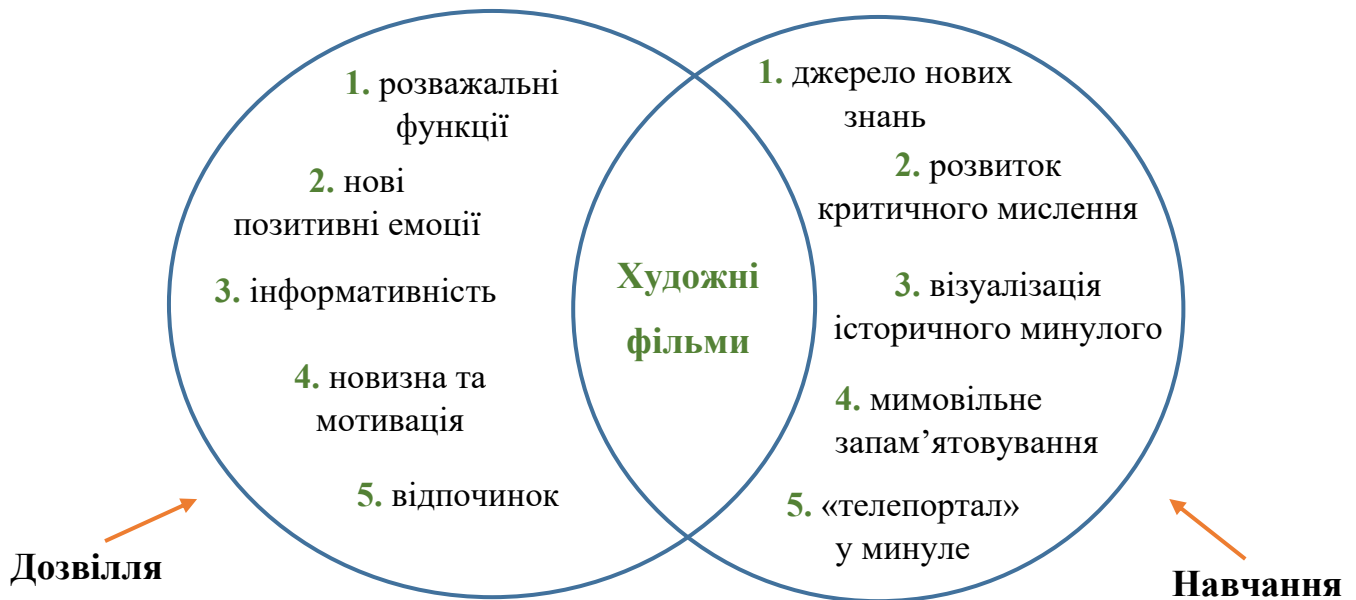 1. розважальні
функції
2. нові
позитивні емоції
3. інформативність
4. новизна та
мотивація
5. відпочинок
Дозвілля
Художні
фільми
1. джерело нових
знань
2. розвиток
критичного мислення
3. візуалізація
історичного минулого
4. мимовільне
запам’ятовування
5. «телепортал»
у минуле
Навчання